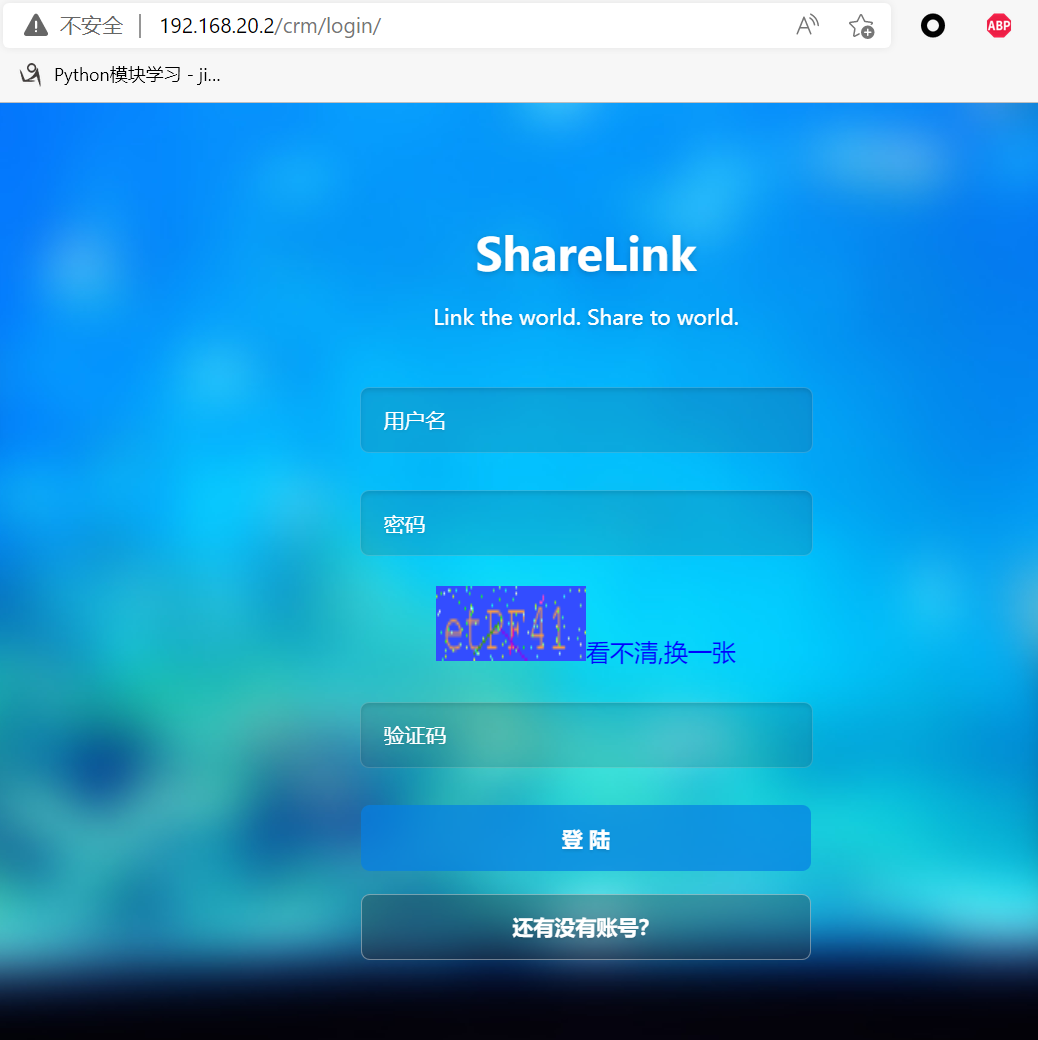 不安全 | 192.168.20.2/crm/login/
Python模块学习 - ji...
ShareLink
Link the world. Share to world.
用户名
密码
etPF41 看不清,换一张
验证码
登 陆
还有没有账号?